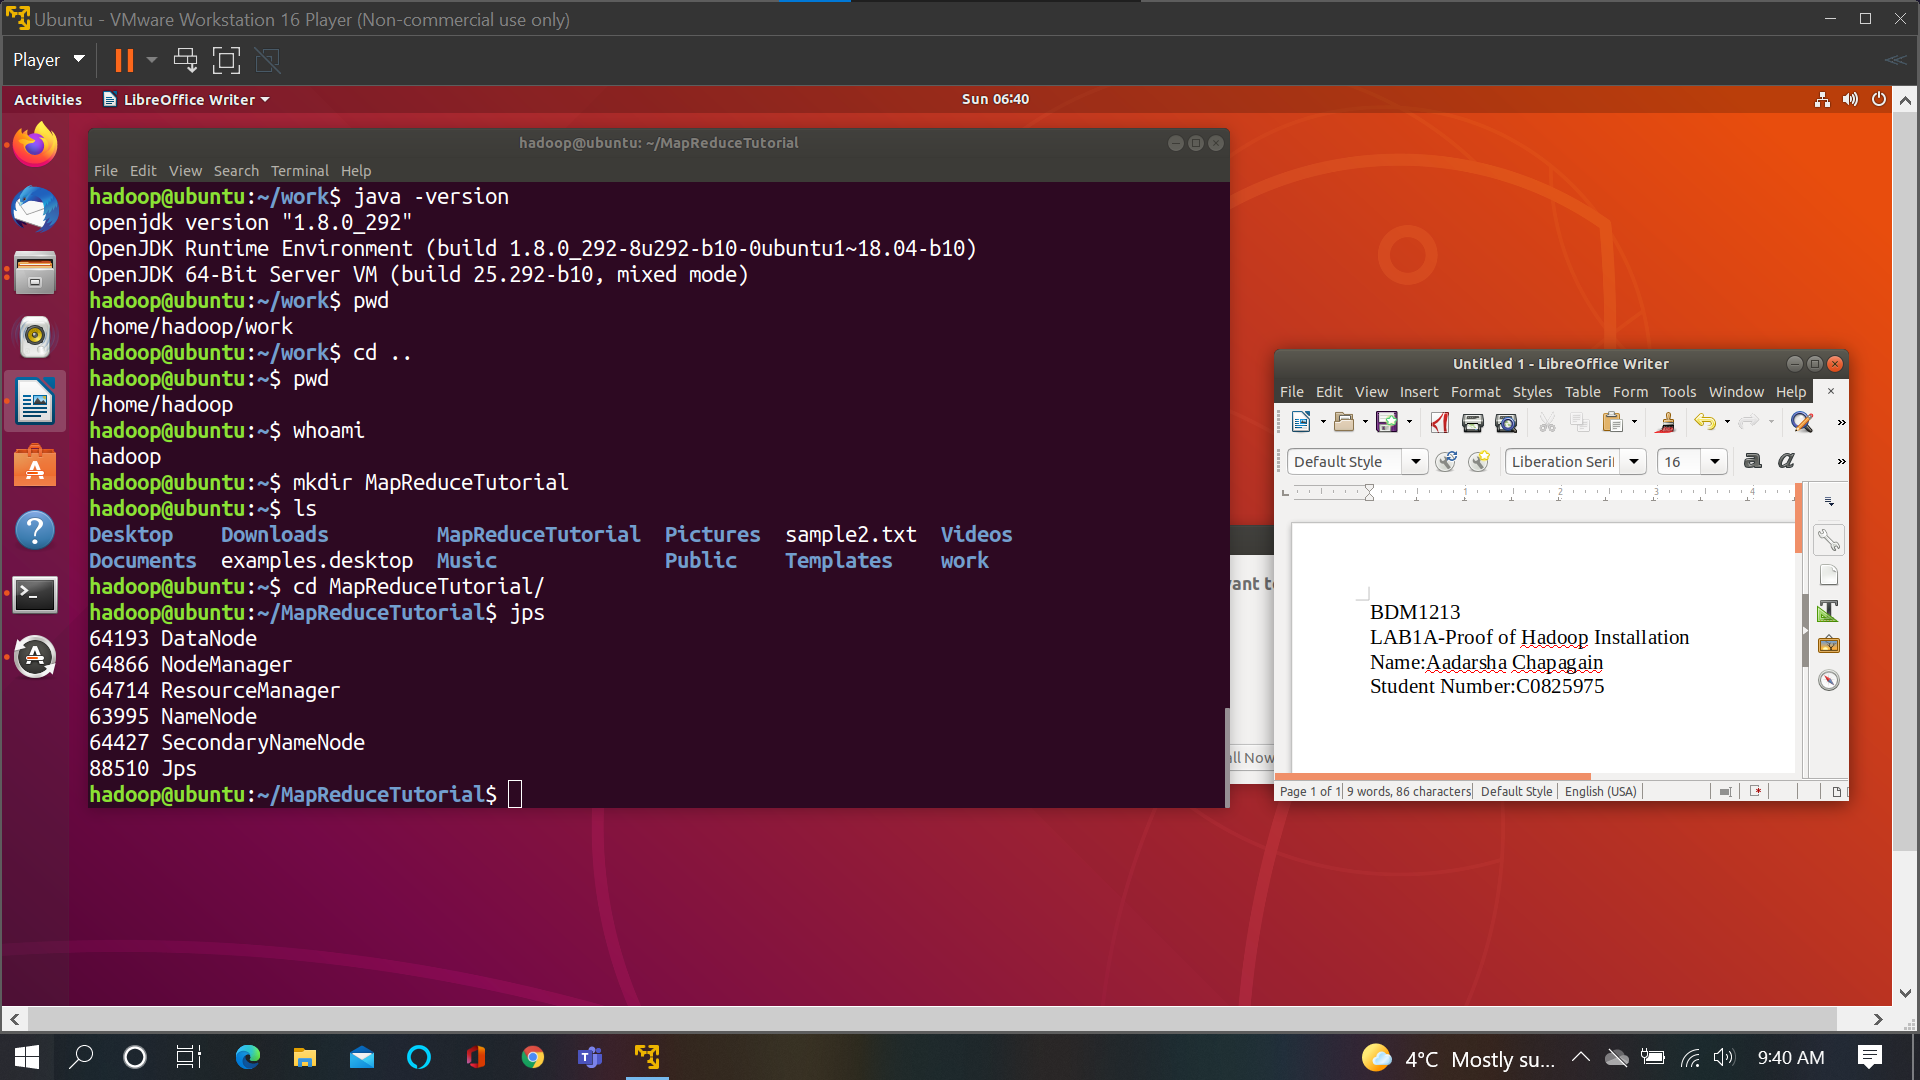 Ubuntu - VMware Workstation 16 Player (Non-commercial use only)
Player
Activities
LibreOffice Writer
Sun 06:40
hadoop@ubuntu: ~/MapReduceTutorial
File Edit View Search Terminal Help
hadoop@ubuntu:~/work$ java -version
openjdk version "1.8.0_292"
OpenJDK Runtime Environment (build 1.8.0_292-8u292-b10-0ubuntu1~18.04-b10)
OpenJDK 64-Bit Server VM (build 25.292-b10, mixed mode)
hadoop@ubuntu:~/work$ pwd
/home/hadoop/work
hadoop@ubuntu:~/work$ cd ..
hadoop@ubuntu:~$ pwd
/home/hadoop
hadoop@ubuntu:~$ whoami
hadoop
hadoop@ubuntu:~$ mkdir MapReduceTutorial
hadoop@ubuntu:~$ ls
Desktop Downloads MapReduceTutorial Pictures sample2.txt Videos
Documents examples.desktop Music Public Templates work
hadoop@ubuntu:~$ cd MapReduceTutorial/
hadoop@ubuntu:~/MapReduceTutorial$ jps
64193 DataNode
64866 NodeManager
64714 ResourceManager
63995 NameNode
64427 SecondaryNameNode
88510 Jps
hadoop@ubuntu:~/MapReduceTutorial$
Untitled 1 - LibreOffice Writer
File Edit View Insert Format Styles Table Form Tools Window Help
Default Style
Liberation Seri
16
a a
1 2 3 4
BDM1213
LAB1A-Proof of Hadoop Installation
Name:Aadarsha Chapagain
Student Number:C0825975
Page 1 of 1 9 words, 86 characters Default Style English (USA)
ant t
ll Now
4°C Mostly su...
9:40 AM